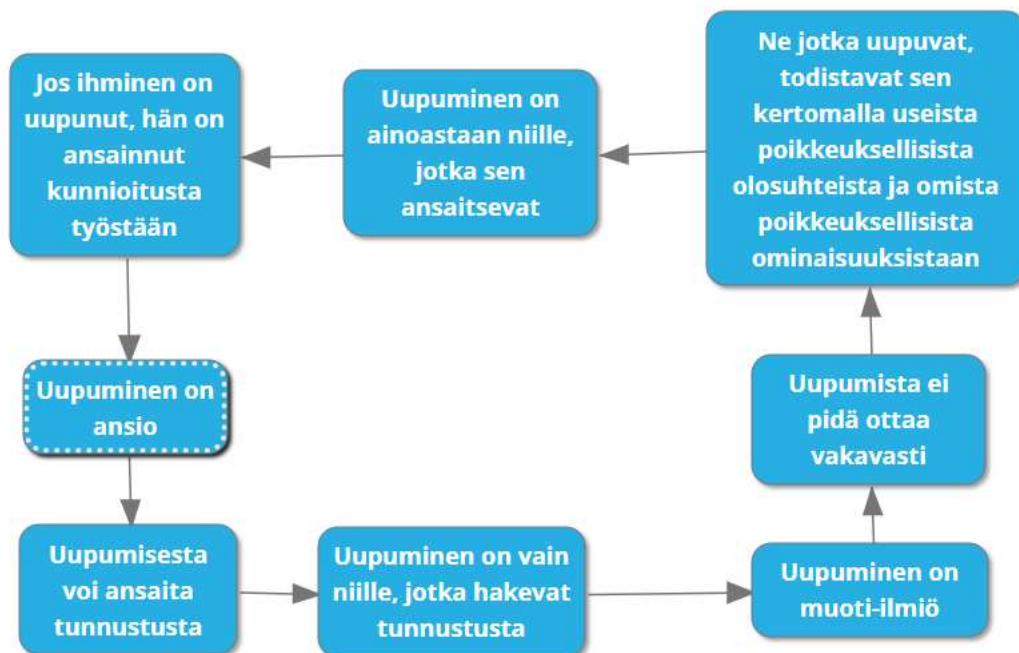 Jos ihminen on
uupunut, hän on
ansainnut
kunnioitusta
työstään
Uupuminen on
ainoastaan niille,
jotka sen
ansaitsevat
Ne jotka uupuvat,
todistavat sen
kertomalla useista
poikkeuksellisista
olosuhteista ja omista
poikkeuksellisista
ominaisuuksistaan
Uupuminen on
ansio
Uupumista ei
pidä ottaa
vakavasti
Uupumisesta
voi ansaita
tunnustusta
Uupuminen on vain
niille, jotka hakevat
tunnustusta
Uupuminen on
muoti-ilmiö